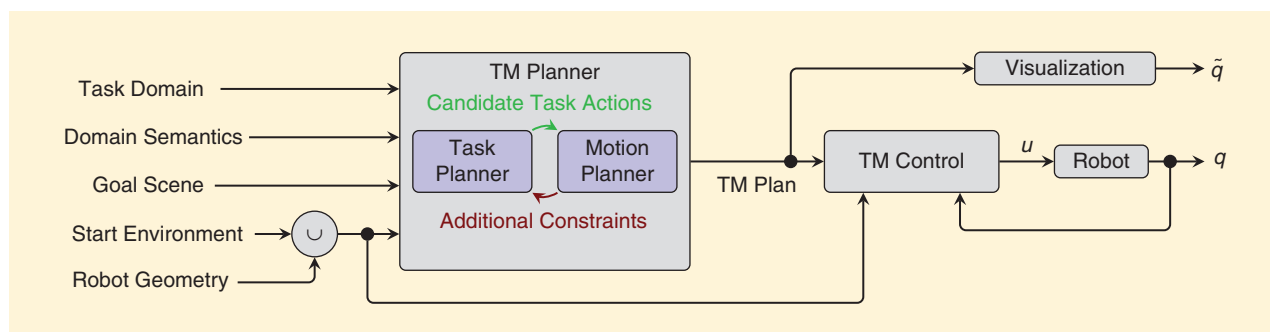 Task Domain
Domain Semantics
Goal Scene
Start Environment
Robot Geometry
∪
TM Planner
Candidate Task Actions
Task
Planner
Motion
Planner
Additional Constraints
TM Plan
Visualization
q̃
TM Control
u
Robot
q